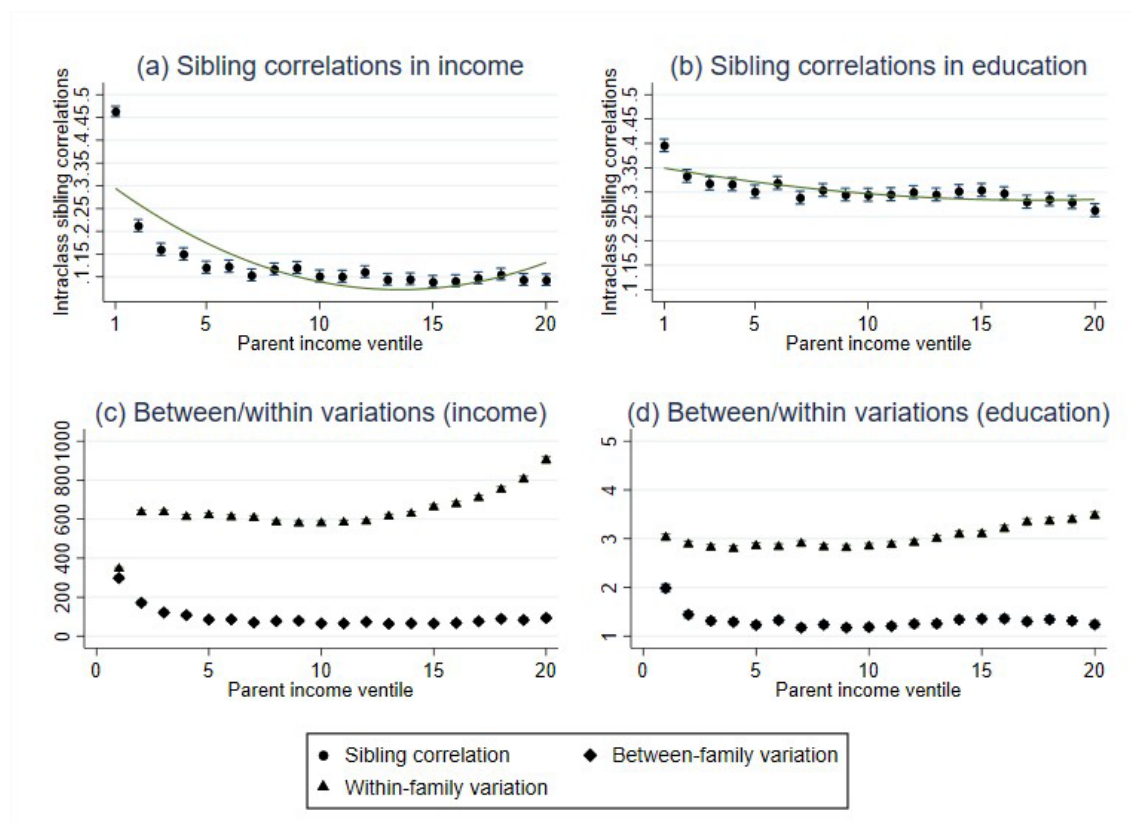 (a) Sibling correlations in income
Intraclass sibling correlations
.1 .15 .2 .25 .3 .35 .4 .45 .5
1 5 10 15 20
Parent income ventile
(b) Sibling correlations in education
Intraclass sibling correlations
.1 .15 .2 .25 .3 .35 .4 .45 .5
1 5 10 15 20
Parent income ventile
(c) Between/within variations (income)
0 200 400 600 800 1000
0 5 10 15 20
Parent income ventile
(d) Between/within variations (education)
1 2 3 4 5
0 5 10 15 20
Parent income ventile
Sibling correlation
Between-family variation
Within-family variation